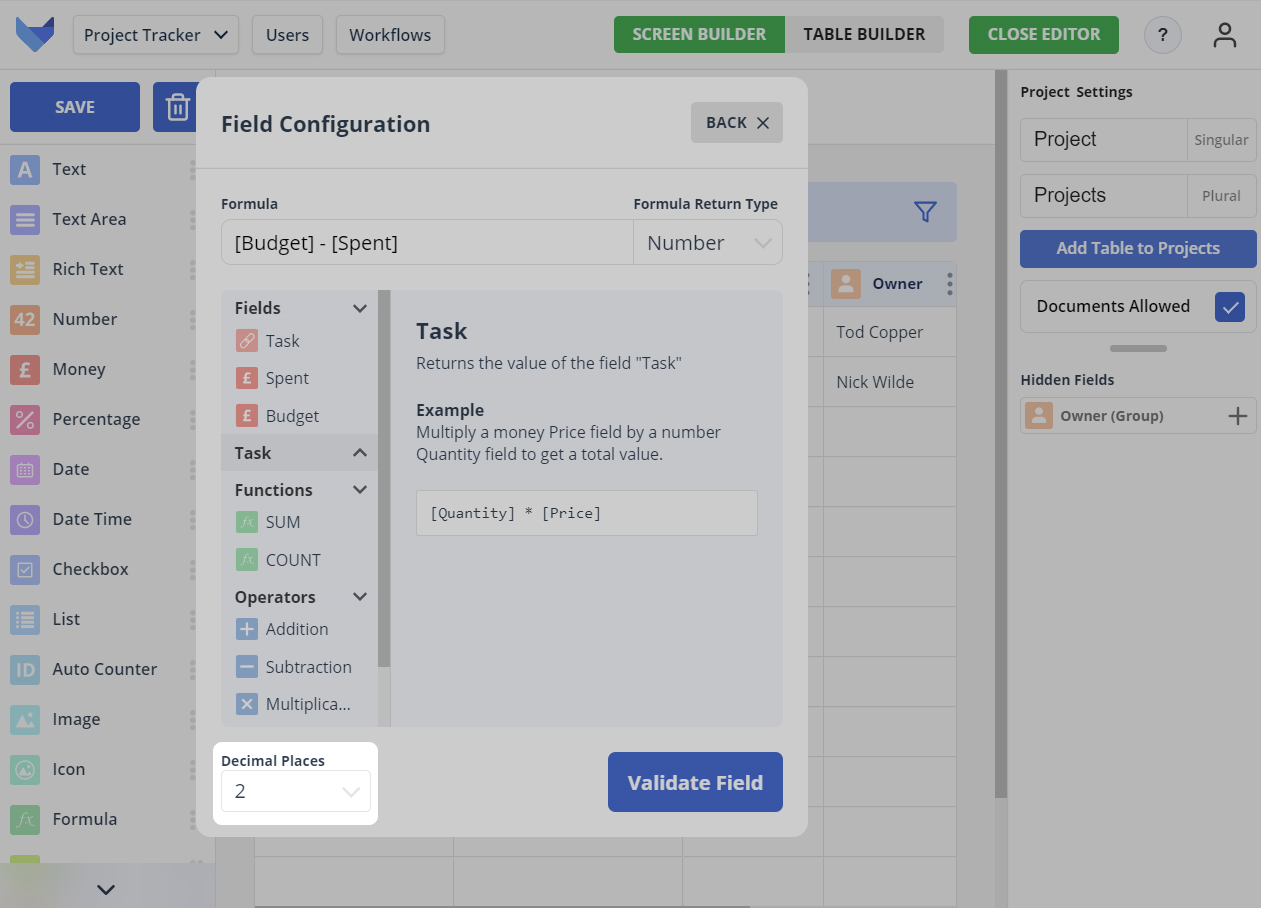 Project Tracker
Users
Workflows
SCREEN BUILDER
TABLE BUILDER
CLOSE EDITOR
?
SAVE
A Text
Text Area
Rich Text
42 Number
£ Money
Percentage
Date
Date Time
Checkbox
List
ID Auto Counter
Image
Icon
fx Formula
Field Configuration
BACK
Formula
Formula Return Type
[Budget] - [Spent]
Number
Fields
Task
£ Spent
£ Budget
Task
Functions
fx SUM
fx COUNT
Operators
Addition
Subtraction
Multiplica...
Task
Returns the value of the field "Task"
Example
Multiply a money Price field by a number
Quantity field to get a total value.
[Quantity] * [Price]
Decimal Places
2
Validate Field
Owner
Tod Copper
Nick Wilde
Project Settings
Project
Singular
Projects
Plural
Add Table to Projects
Documents Allowed
Hidden Fields
Owner (Group)